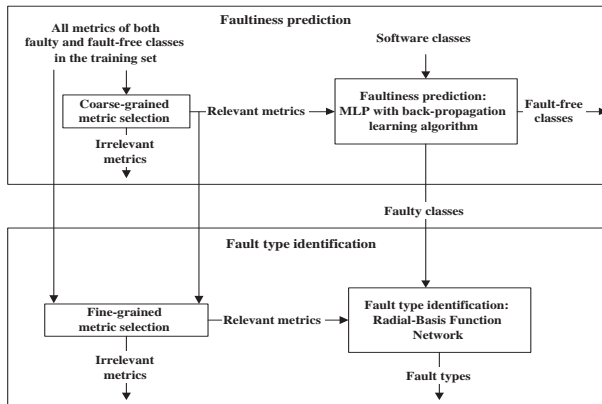 Faultiness prediction
All metrics of both
faulty and fault-free classes
in the training set
Software classes
Coarse-grained
metric selection
Relevant metrics
Faultiness prediction:
MLP with back-propagation
learning algorithm
Fault-free
classes
Irrelevant
metrics
Faulty classes
Fault type identification
Fine-grained
metric selection
Relevant metrics
Fault type identification:
Radial-Basis Function
Network
Irrelevant
metrics
Fault types